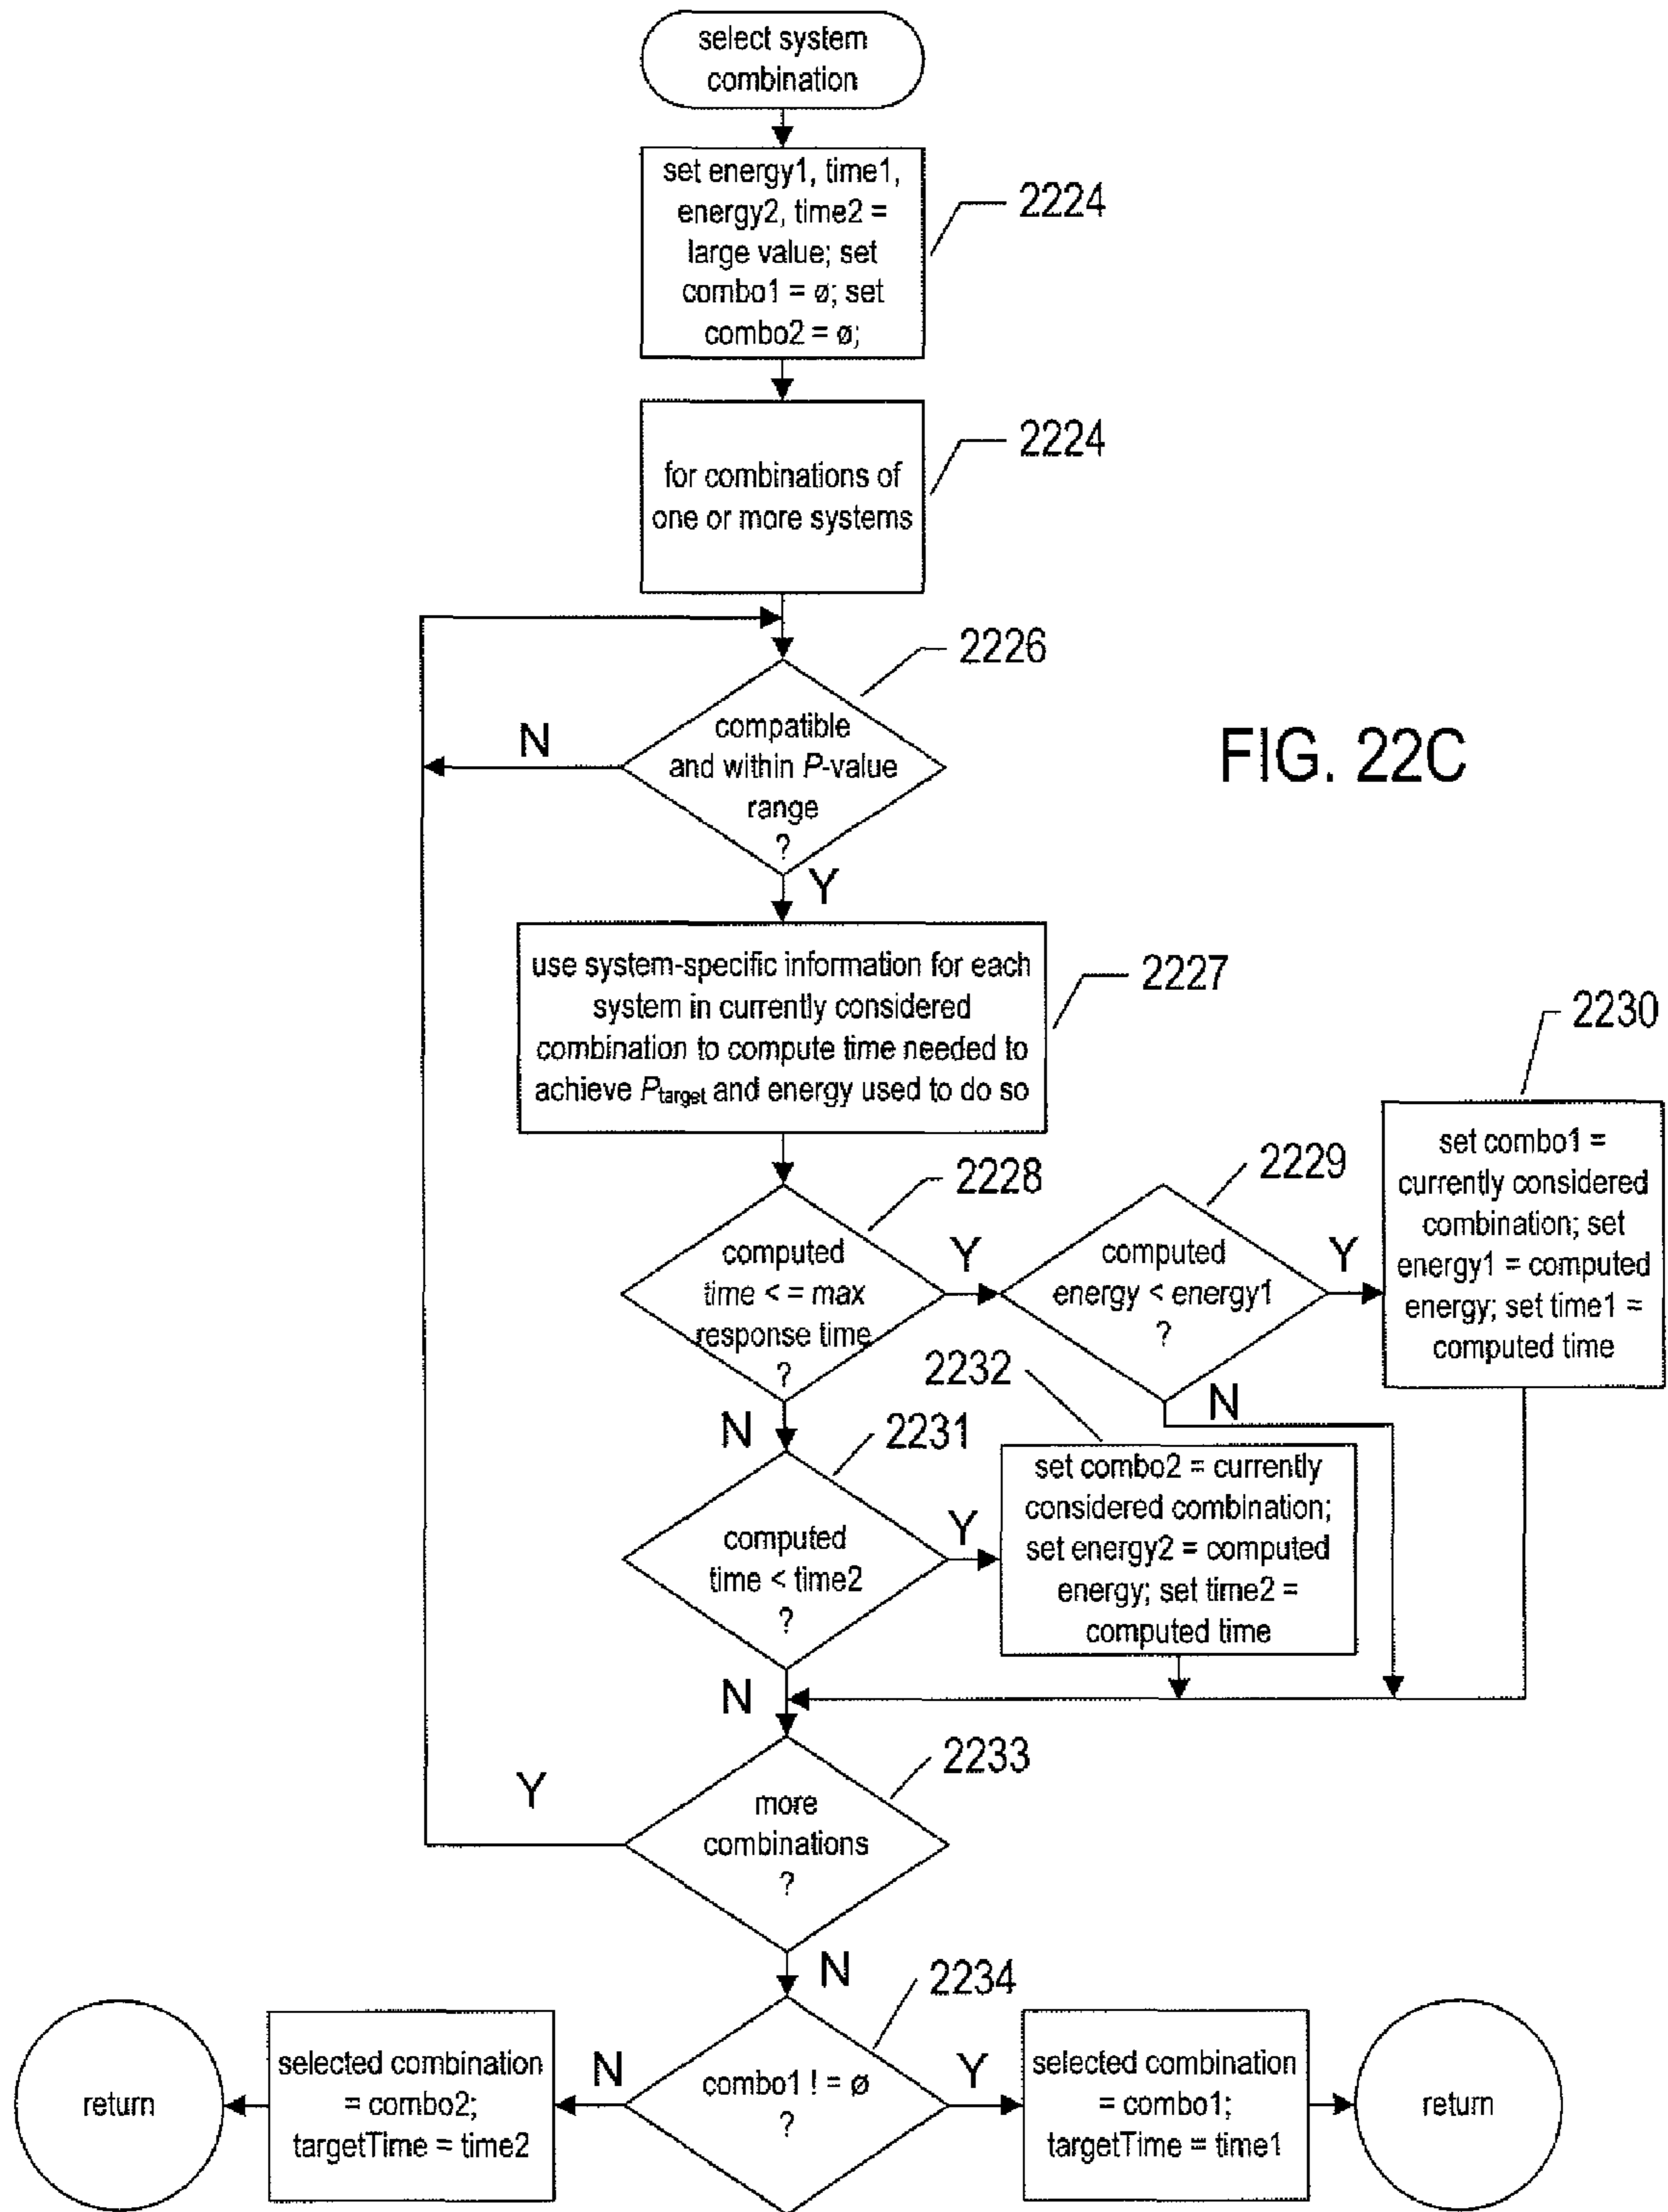 select system
combination
set energy1, time1,
energy2, time2 =
large value; set
combo1 = ø; set
combo2 = ø;
2224
for combinations of
one or more systems
2224
2226
compatible
and within P-value
range
?
N
Y
FIG. 22C
use system-specific information for each
system in currently considered
combination to compute time needed to
achieve Ptarget and energy used to do so
2227
2228
computed
time < = max
response time
?
Y
N
2229
computed
energy < energy1
?
Y
N
2230
set combo1 =
currently considered
combination; set
energy1 = computed
energy; set time1 =
computed time
2231
computed
time < time2
?
Y
N
2232
set combo2 = currently
considered combination;
set energy2 = computed
energy; set time2 =
computed time
2233
more
combinations
?
Y
N
2234
combo1 ! = ø
?
N
Y
selected combination
= combo2;
targetTime = time2
return
selected combination
= combo1;
targetTime = time1
return